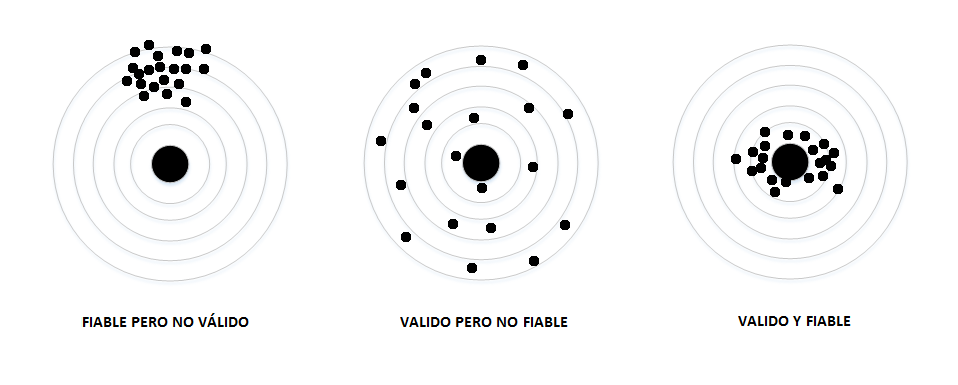 FIABLE PERO NO VÁLIDO
VALIDO PERO NO FIABLE
VALIDO Y FIABLE